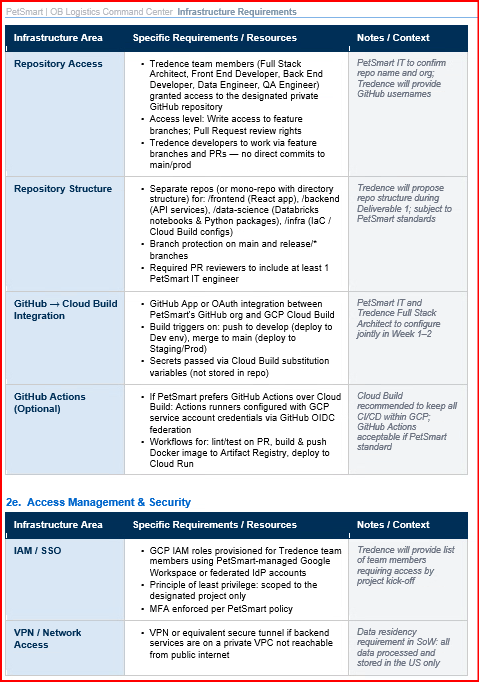 PetSmart | OB Logistics Command Center Infrastructure Requirements
Infrastructure Area
Specific Requirements / Resources
Notes / Context
Repository Access
• Tredence team members (Full Stack
Architect, Front End Developer, Back End
Developer, Data Engineer, QA Engineer)
granted access to the designated private
GitHub repository
• Access level: Write access to feature
branches; Pull Request review rights
• Tredence developers to work via feature
branches and PRs — no direct commits to
main/prod
PetSmart IT to confirm
repo name and org;
Tredence will provide
GitHub usernames
Repository Structure
• Separate repos (or mono-repo with directory
structure) for: /frontend (React app), /backend
(API services), /data-science (Databricks
notebooks & Python packages), /infra (IaC /
Cloud Build configs)
• Branch protection on main and release/*
branches
• Required PR reviewers to include at least 1
PetSmart IT engineer
Tredence will propose
repo structure during
Deliverable 1; subject to
PetSmart standards
GitHub → Cloud Build
Integration
• GitHub App or OAuth integration between
PetSmart's GitHub org and GCP Cloud Build
• Build triggers on: push to develop (deploy to
Dev env), merge to main (deploy to
Staging/Prod)
• Secrets passed via Cloud Build substitution
variables (not stored in repo)
PetSmart IT and
Tredence Full Stack
Architect to configure
jointly in Week 1–2
GitHub Actions
(Optional)
• If PetSmart prefers GitHub Actions over Cloud
Build: Actions runners configured with GCP
service account credentials via GitHub OIDC
federation
• Workflows for: lint/test on PR, build & push
Docker image to Artifact Registry, deploy to
Cloud Run
Cloud Build
recommended to keep all
CI/CD within GCP;
GitHub Actions
acceptable if PetSmart
standard
2e. Access Management & Security
Infrastructure Area
Specific Requirements / Resources
Notes / Context
IAM / SSO
• GCP IAM roles provisioned for Tredence team
members using PetSmart-managed Google
Workspace or federated IdP accounts
• Principle of least privilege: scoped to the
designated project only
• MFA enforced per PetSmart policy
Tredence will provide list
of team members
requiring access by
project kick-off
VPN / Network
Access
• VPN or equivalent secure tunnel if backend
services are on a private VPC not reachable
from public internet
Data residency
requirement in SoW: all
data processed and
stored in the US only